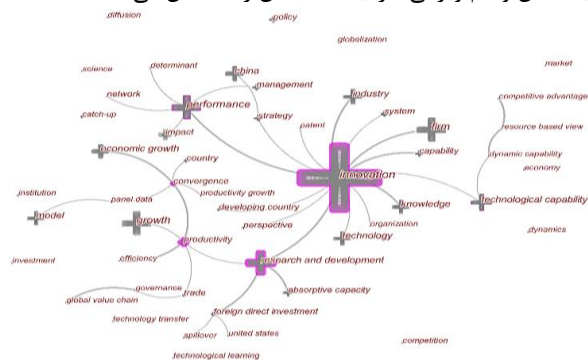 diffusion
policy
globalization
science
determinant
china
management
market
network
performance
industry
system
competitive advantage
catch-up
impact
strategy
patent
firm
resource based view
economic growth
country
capability
dynamic capability
economy
convergence
innovation
institution
panel data
productivity growth
developing country
knowledge
technological capability
model
growth
perspective
organization
technology
dynamics
productivity
investment
efficiency
research and development
governance
trade
absorptive capacity
global value chain
foreign direct investment
technology transfer
spillover
united states
competition
technological learning